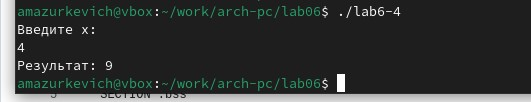 amazurkevich@vbox:~/work/arch-pc/lab06$ ./lab6-4
Введите x:
4
Результат: 9
amazurkevich@vbox:~/work/arch-pc/lab06$
SECTION .bss